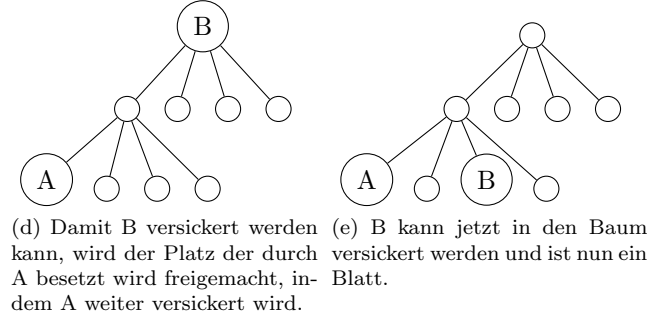 B
A
A
B
(d) Damit B versickert werden
kann, wird der Platz der durch
A besetzt wird freigemacht, in-
dem A weiter versickert wird.
(e) B kann jetzt in den Baum
versickert werden und ist nun ein
Blatt.